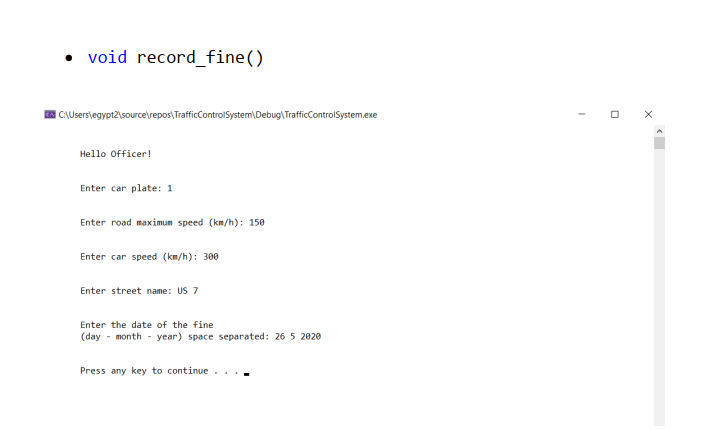 • void record_fine()
C:\Users\egypt2\source\repos\TrafficControlSystem\Debug\TrafficControlSystem.exe
Hello Officer!
Enter car plate: 1
Enter road maximum speed (km/h): 150
Enter car speed (km/h): 300
Enter street name: US 7
Enter the date of the fine
(day - month - year) space separated: 26 5 2020
Press any key to continue . . .